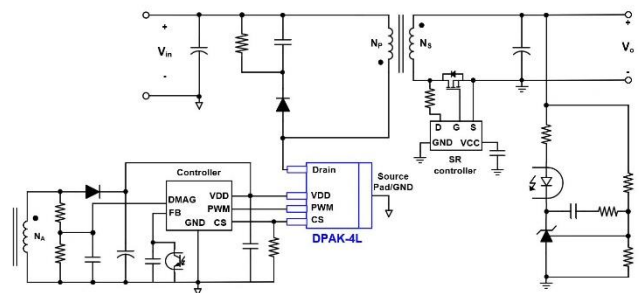 +
Vin
-
NP
NS
+
Vo
-
D G S
GND VCC
SR
controller
Controller
DMAG
FB
VDD
PWM
GND CS
Drain
VDD
PWM
CS
DPAK-4L
Source
Pad/GND
NA